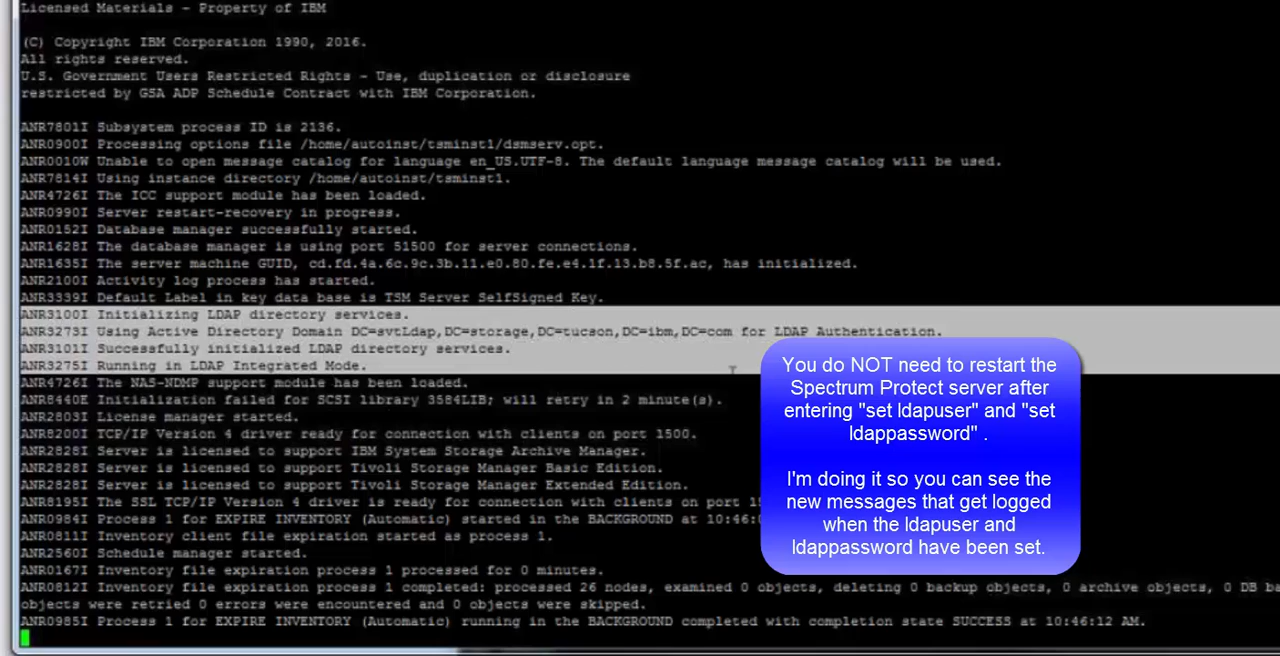 Licensed Materials - Property of IBM
(C) Copyright IBM Corporation 1990, 2016.
All rights reserved.
U.S. Government Users Restricted Rights - Use, duplication or disclosure
restricted by GSA ADP Schedule Contract with IBM Corporation.
ANR7801I Subsystem process ID is 2136.
ANR0900I Processing options file /home/autoinst/tsminst1/dsmserv.opt.
ANR0010W Unable to open message catalog for language en_US.UTF-8. The default language message catalog will be used.
ANR7814I Using instance directory /home/autoinst/tsminst1.
ANR4726I The ICC support module has been loaded.
ANR0990I Server restart-recovery in progress.
ANR0152I Database manager successfully started.
ANR1628I The database manager is using port 51500 for server connections.
ANR1635I The server machine GUID, cd.fd.4a.6c.9c.3b.11.e0.80.fe.e4.1f.13.b8.5f.ac, has initialized.
ANR2100I Activity log process has started.
ANR3339I Default Label in key data base is TSM Server SelfSigned Key.
ANR3100I Initializing LDAP directory services.
ANR3273I Using Active Directory Domain DC=svtLdap,DC=storage,DC=tucson,DC=ibm,DC=com for LDAP Authentication.
ANR3101I Successfully initialized LDAP directory services.
ANR3275I Running in LDAP Integrated Mode.
ANR4726I The NAS-NDMP support module has been loaded.
ANR8440E Initialization failed for SCSI library 3584LIB; will retry in 2 minute(s).
ANR2803I License manager started.
ANR8200I TCP/IP Version 4 driver ready for connection with clients on port 1500.
ANR2828I Server is licensed to support IBM System Storage Archive Manager.
ANR2828I Server is licensed to support Tivoli Storage Manager Basic Edition.
ANR2828I Server is licensed to support Tivoli Storage Manager Extended Edition.
ANR8195I The SSL TCP/IP Version 4 driver is ready for connection with clients on port
ANR0984I Process 1 for EXPIRE INVENTORY (Automatic) started in the BACKGROUND at 10:46:
ANR0811I Inventory client file expiration started as process 1.
ANR2560I Schedule manager started.
ANR0167I Inventory file expiration process 1 processed for 0 minutes.
ANR0812I Inventory file expiration process 1 completed: processed 26 nodes, examined 0 objects, deleting 0 backup objects, 0 archive objects, 0 DB ba
objects were retried 0 errors were encountered and 0 objects were skipped.
ANR0985I Process 1 for EXPIRE INVENTORY (Automatic) running in the BACKGROUND completed with completion state SUCCESS at 10:46:12 AM.
You do NOT need to restart the
Spectrum Protect server after
entering "set ldapuser" and "set
ldappassword" .
I'm doing it so you can see the
new messages that get logged
when the ldapuser and
ldappassword have been set.